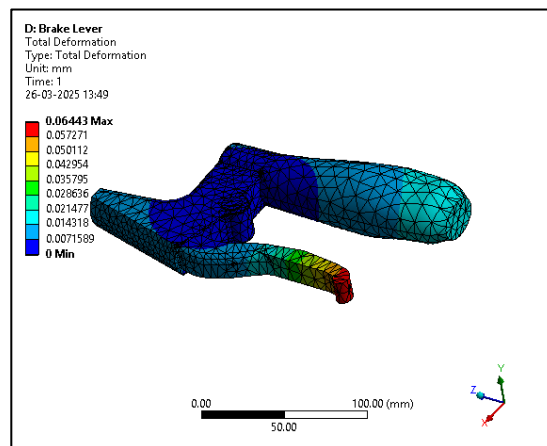 D: Brake Lever
Total Deformation
Type: Total Deformation
Unit: mm
Time: 1
26-03-2025 13:49
0.06443 Max
0.057271
0.050112
0.042954
0.035795
0.028636
0.021477
0.014318
0.0071589
0 Min
0.00
100.00 (mm)
50.00
Y
Z
X